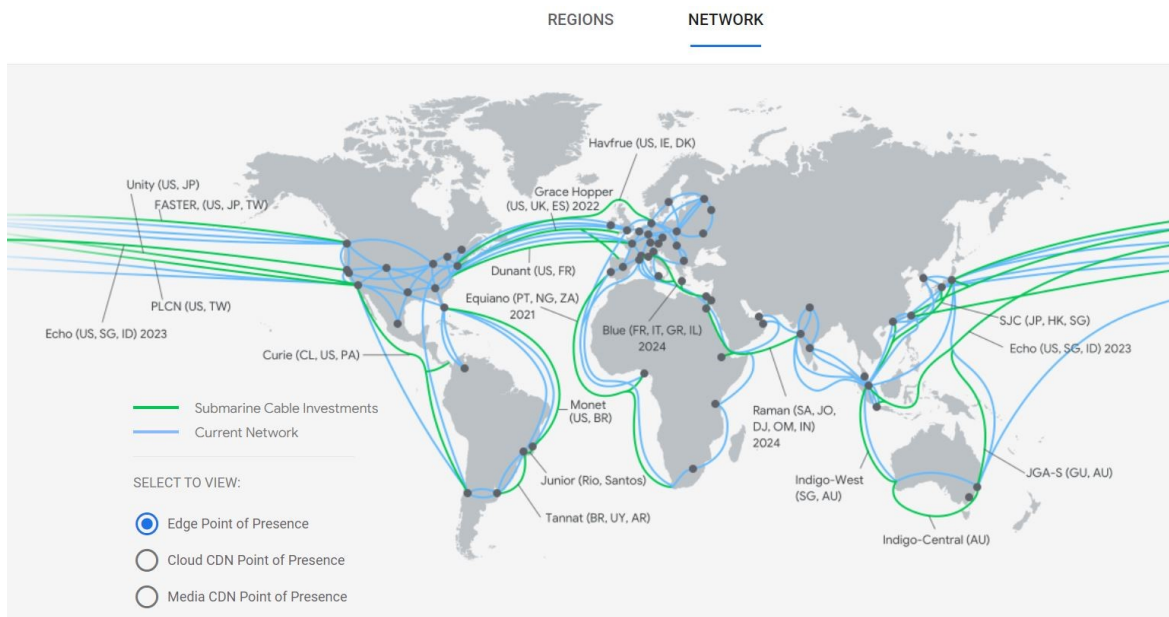 REGIONS
NETWORK
Havfrue (US, IE, DK)
Unity (US, JP)
FASTER, (US, JP, TW)
Grace Hopper
(US, UK, ES) 2022
Dunant (US, FR)
PLCN (US, TW)
Equiano (PT, NG, ZA)
2021
Echo (US, SG, ID) 2023
Blue (FR, IT, GR, IL)
2024
SJC (JP, HK, SG)
Echo (US, SG, ID) 2023
Curie (CL, US, PA)
Submarine Cable Investments
Current Network
Monet
(US, BR)
Raman (SA, JO,
DJ, OM, IN)
2024
Junior (Rio, Santos)
Indigo-West
(SG, AU)
JGA-S (GU, AU)
SELECT TO VIEW:
Tannat (BR, UY, AR)
Edge Point of Presence
Indigo-Central (AU)
Cloud CDN Point of Presence
Media CDN Point of Presence